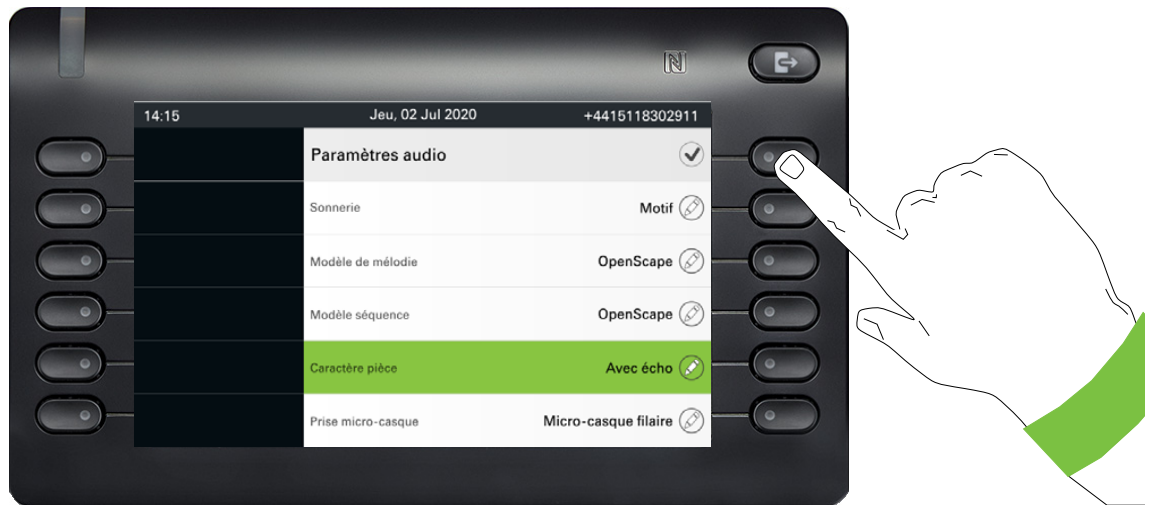 14:15 Jeu, 02 Jul 2020 +4415118302911
Paramètres audio
Sonnerie Motif
Modèle de mélodie OpenScape
Modèle séquence OpenScape
Caractère pièce Avec écho
Prise micro-casque Micro-casque filaire